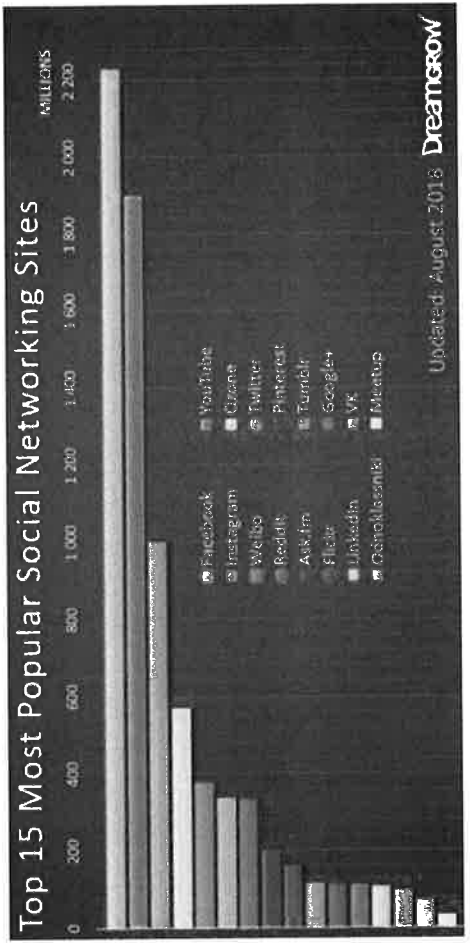 Top 15 Most Popular Social Networking Sites
MILLIONS
0 200 400 600 800 1 000 1 200 1 400 1 600 1 800 2 000 2 200
Facebook YouTube
Instagram Qzone
Weibo Twitter
Reddit Pinterest
Ask.fm Tumblr
Flickr Google+
LinkedIn VK
Odnoklassniki Meetup
Updated: August 2018 DreamGROW